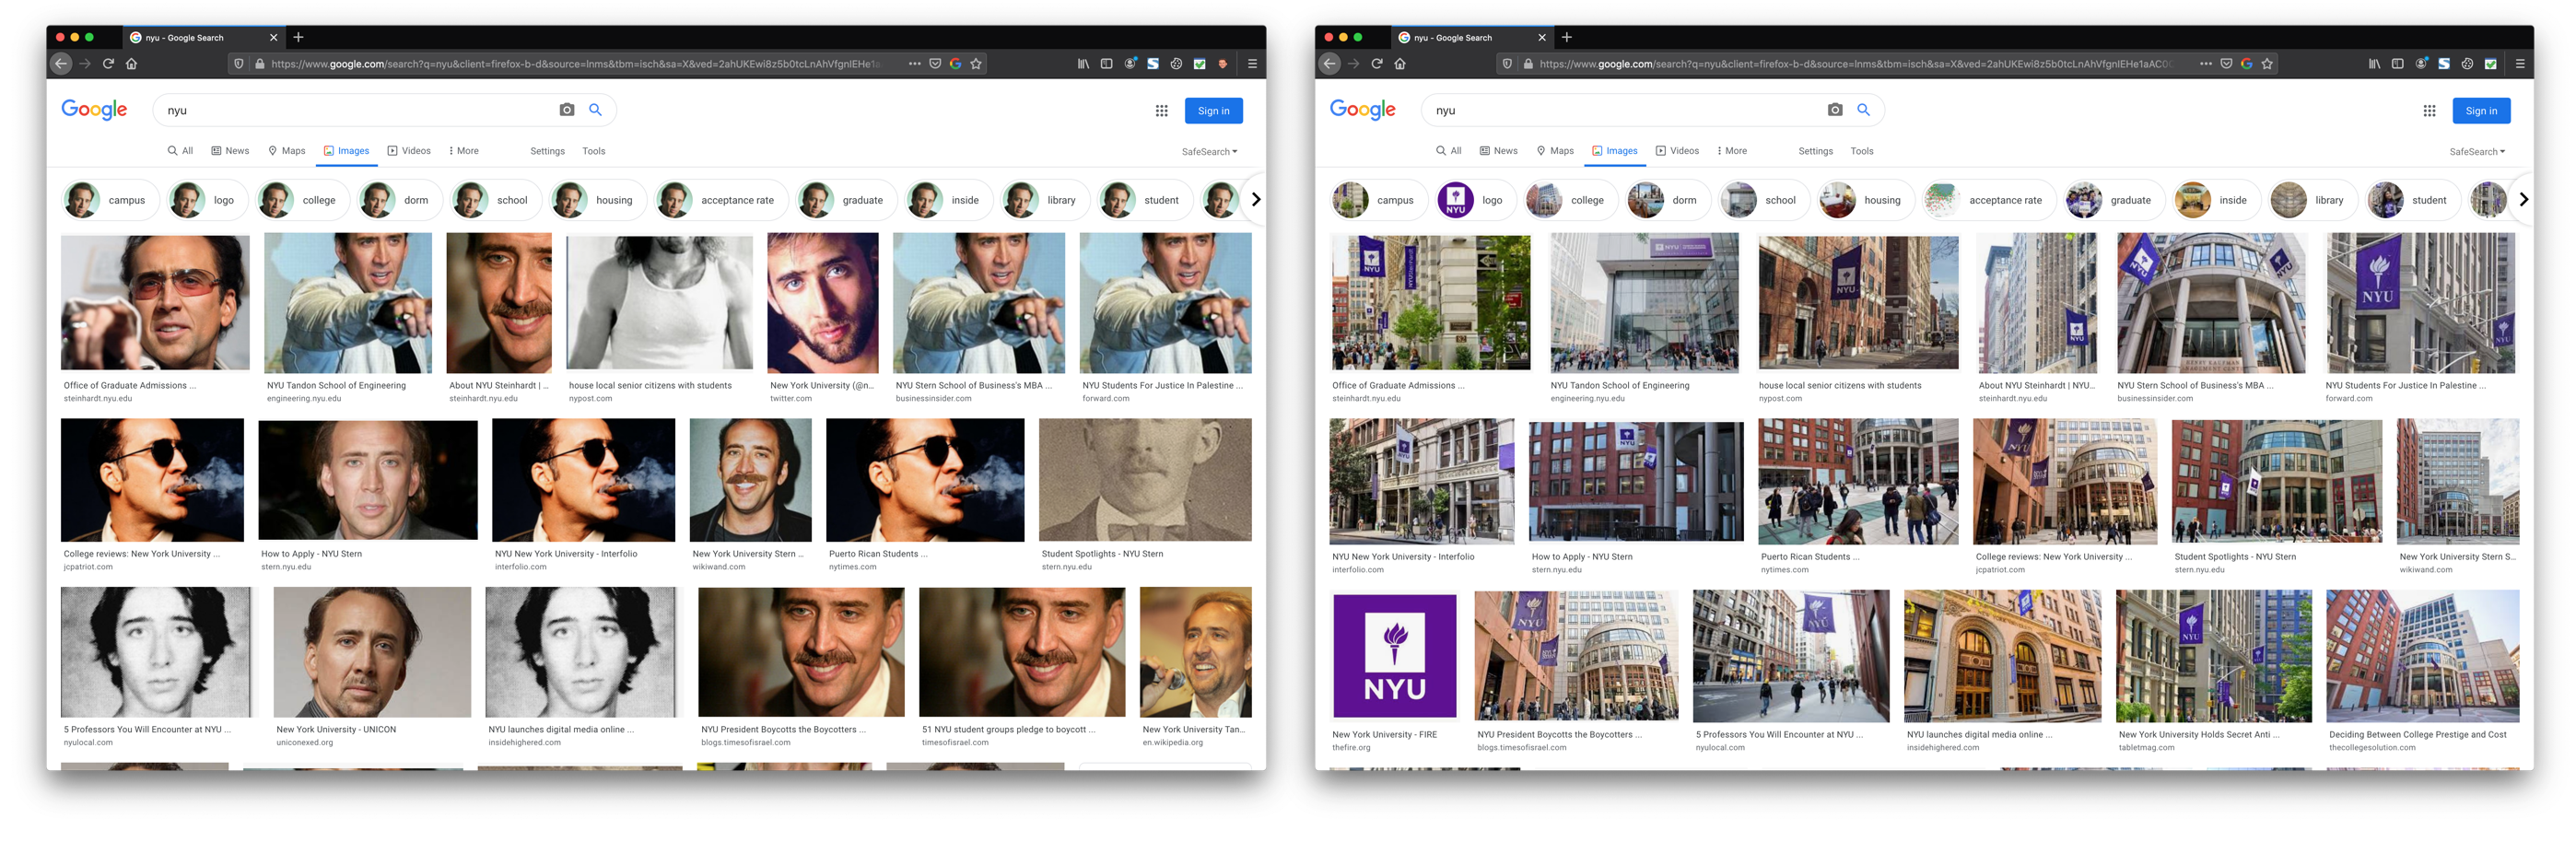 nyu - Google Search
https://www.google.com/search?q=nyu&client=firefox-b-d&source=lnms&tbm=isch&sa=X&ved=2ahUKEwi8z5b0tcLnAhVfgnIEHe1a
Google
nyu
Sign in
All News Maps Images Videos More Settings Tools
SafeSearch
campus logo college dorm school housing acceptance rate graduate inside library student
Office of Graduate Admissions ...
steinhardt.nyu.edu
NYU Tandon School of Engineering
engineering.nyu.edu
About NYU Steinhardt | ...
steinhardt.nyu.edu
house local senior citizens with students
nypost.com
New York University (@n...
twitter.com
NYU Stern School of Business's MBA ...
businessinsider.com
NYU Students For Justice In Palestine ...
forward.com
College reviews: New York University ...
jcpatriot.com
How to Apply - NYU Stern
stern.nyu.edu
NYU New York University - Interfolio
interfolio.com
New York University Stern ..
wikiwand.com
Puerto Rican Students ...
nytimes.com
Student Spotlights - NYU Stern
stern.nyu.edu
5 Professors You Will Encounter at NYU ...
nyulocal.com
New York University - UNICON
uniconexed.org
NYU launches digital media online ...
insidehighered.com
NYU President Boycotts the Boycotters ...
blogs.timesofisrael.com
51 NYU student groups pledge to boycott ...
timesofisrael.com
New York University Tan...
en.wikipedia.org
nyu - Google Search
https://www.google.com/search?q=nyu&client=firefox-b-d&source=lnms&tbm=isch&sa=X&ved=2ahUKEwi8z5b0tcLnAhVfgnIEHe1aAC0
Google
nyu
Sign in
All News Maps Images Videos More Settings Tools
SafeSearch
NYU
campus logo college dorm school housing acceptance rate graduate inside library student
NYU
NYU
NYU
NYU
NYU
Office of Graduate Admissions ...
steinhardt.nyu.edu
NYU Tandon School of Engineering
engineering.nyu.edu
house local senior citizens with students
nypost.com
About NYU Steinhardt | NYU...
steinhardt.nyu.edu
NYU Stern School of Business's MBA ...
businessinsider.com
NYU Students For Justice In Palestine ...
forward.com
NYU New York University - Interfolio
interfolio.com
How to Apply - NYU Stern
stern.nyu.edu
Puerto Rican Students ...
nytimes.com
College reviews: New York University ...
jcpatriot.com
Student Spotlights - NYU Stern
stern.nyu.edu
New York University Stern S...
wikiwand.com
NYU
NYU
NYU
NYU
New York University - FIRE
thefire.org
NYU President Boycotts the Boycotters ...
blogs.timesofisrael.com
5 Professors You Will Encounter at NYU ...
nyulocal.com
NYU launches digital media online ...
insidehighered.com
New York University Holds Secret Anti ...
tabletmag.com
Deciding Between College Prestige and Cost
thecollegesolution.com